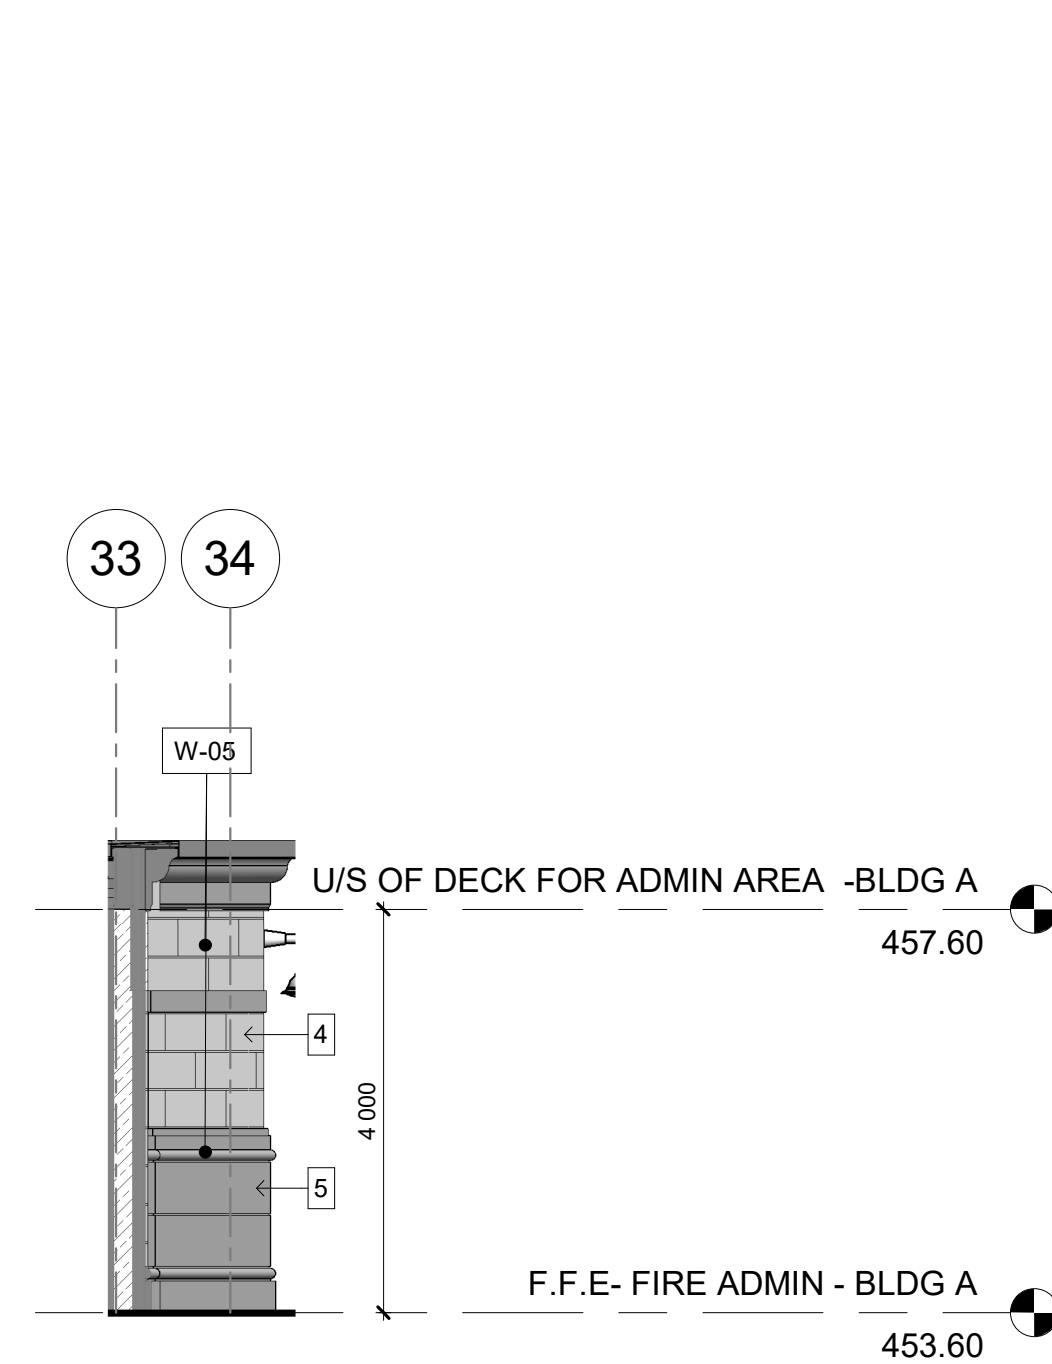 33 34
W-05
U/S OF DECK FOR ADMIN AREA -BLDG A
457.60
4
4 000
5
F.F.E- FIRE ADMIN - BLDG A
453.60